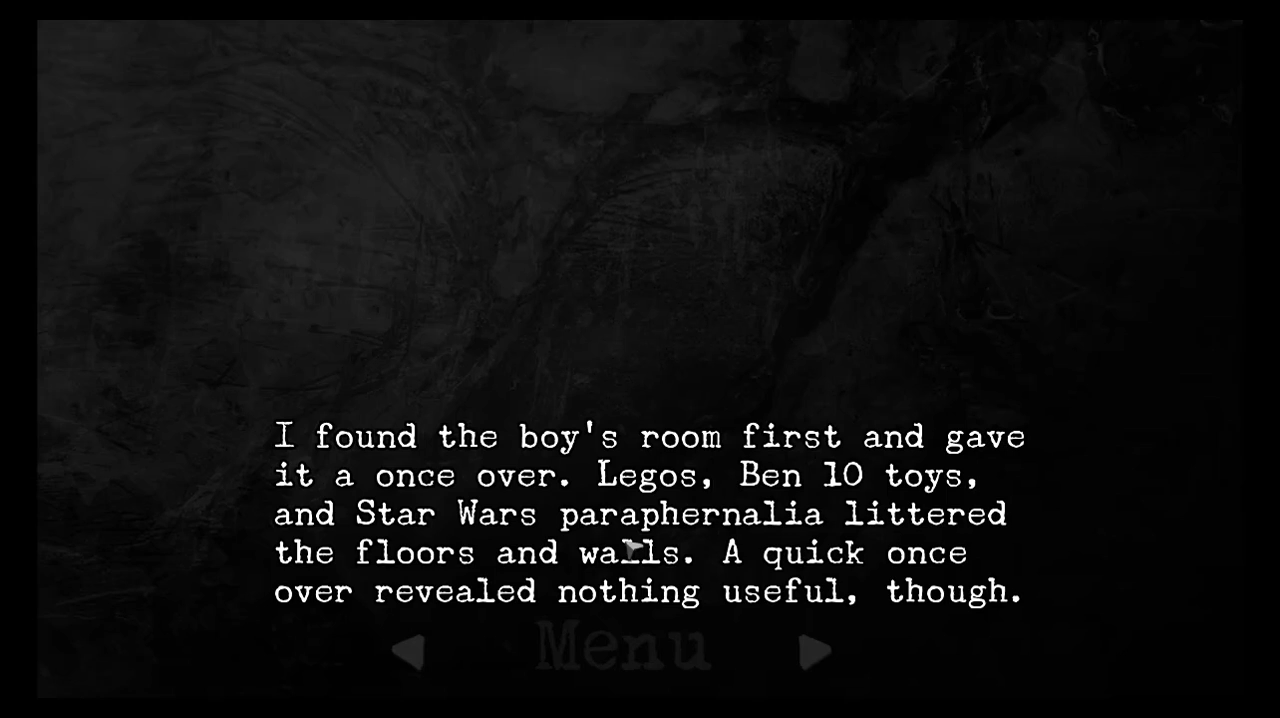 I found the boy's room first and gave
it a once over. Legos, Ben 10 toys,
and Star Wars paraphernalia littered
the floors and walls. A quick once
over revealed nothing useful, though.
Menu